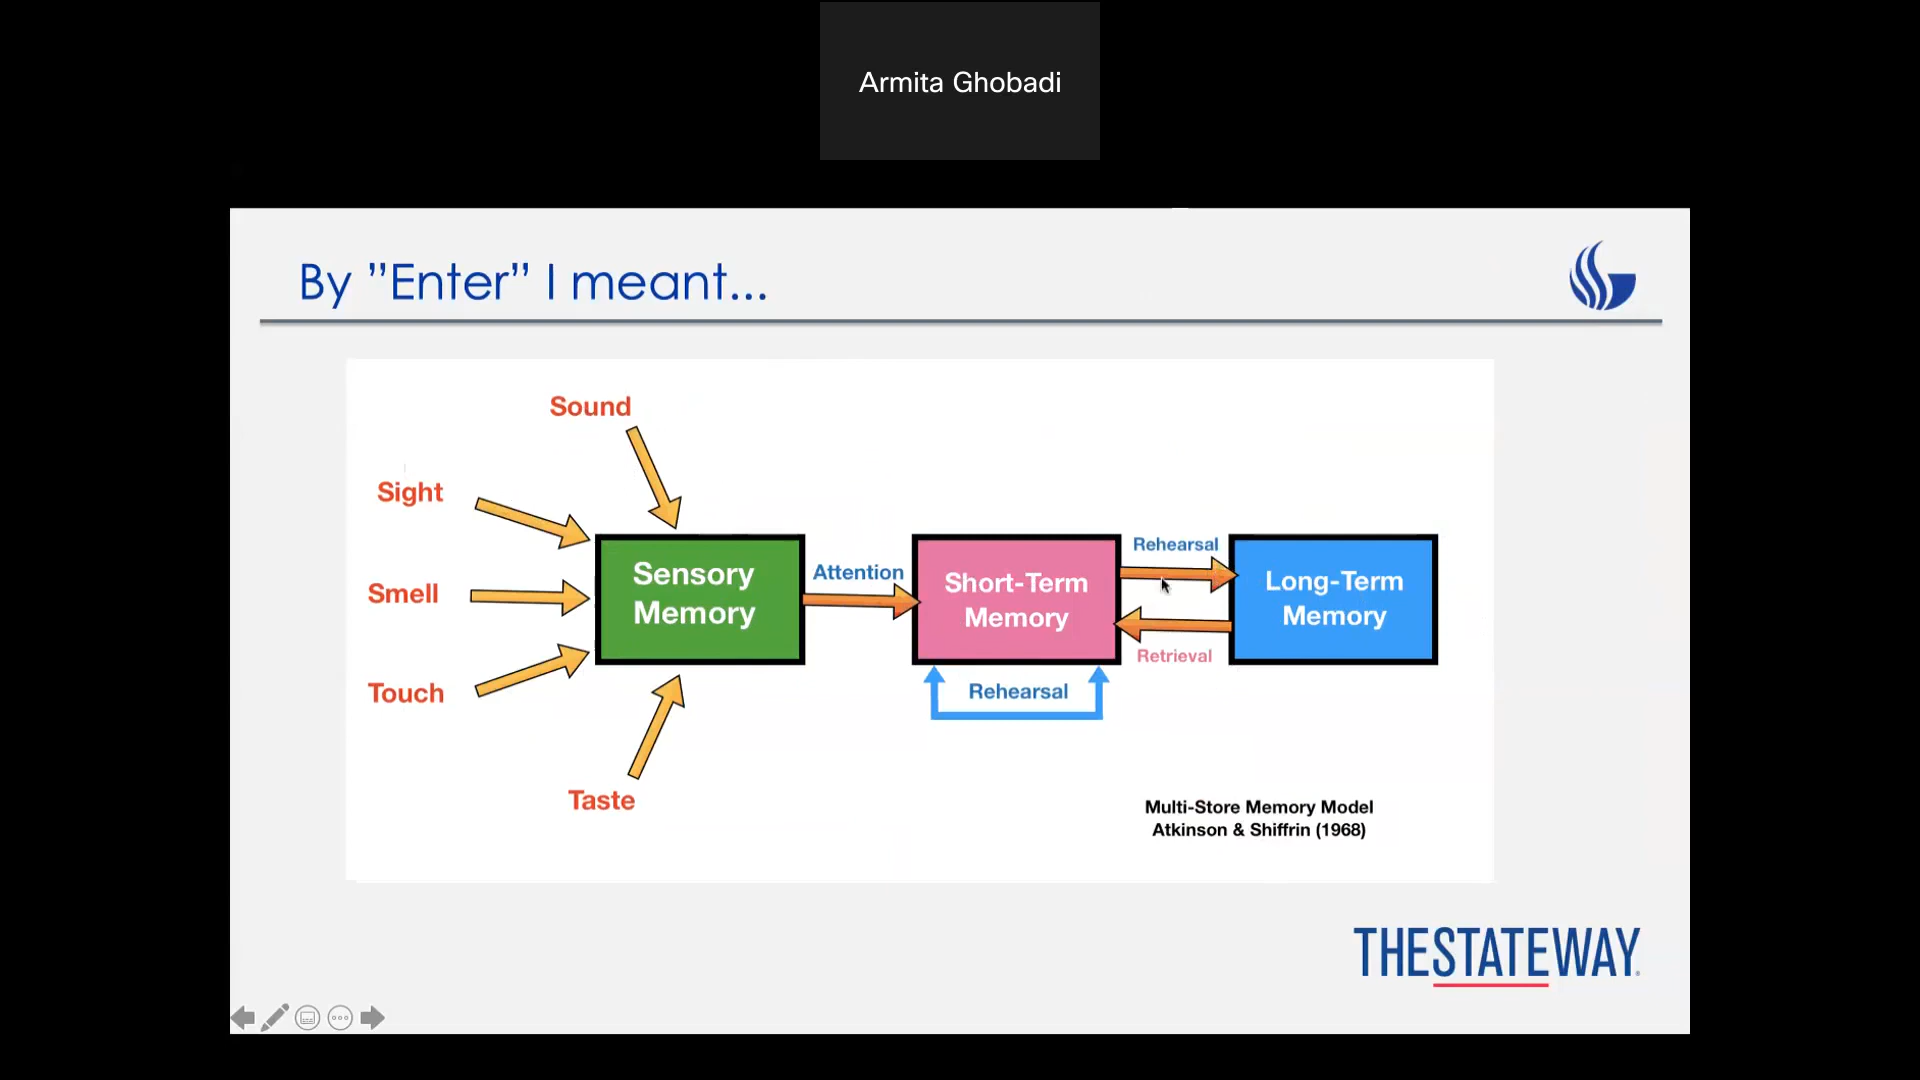 Armita Ghobadi
By ”Enter” I meant...
Sound
Sight
Smell
Touch
Taste
Sensory
Memory
Attention
Short-Term
Memory
Rehearsal
Rehearsal
Retrieval
Long-Term
Memory
Multi-Store Memory Model
Atkinson & Shiffrin (1968)
THESTATEWAY.